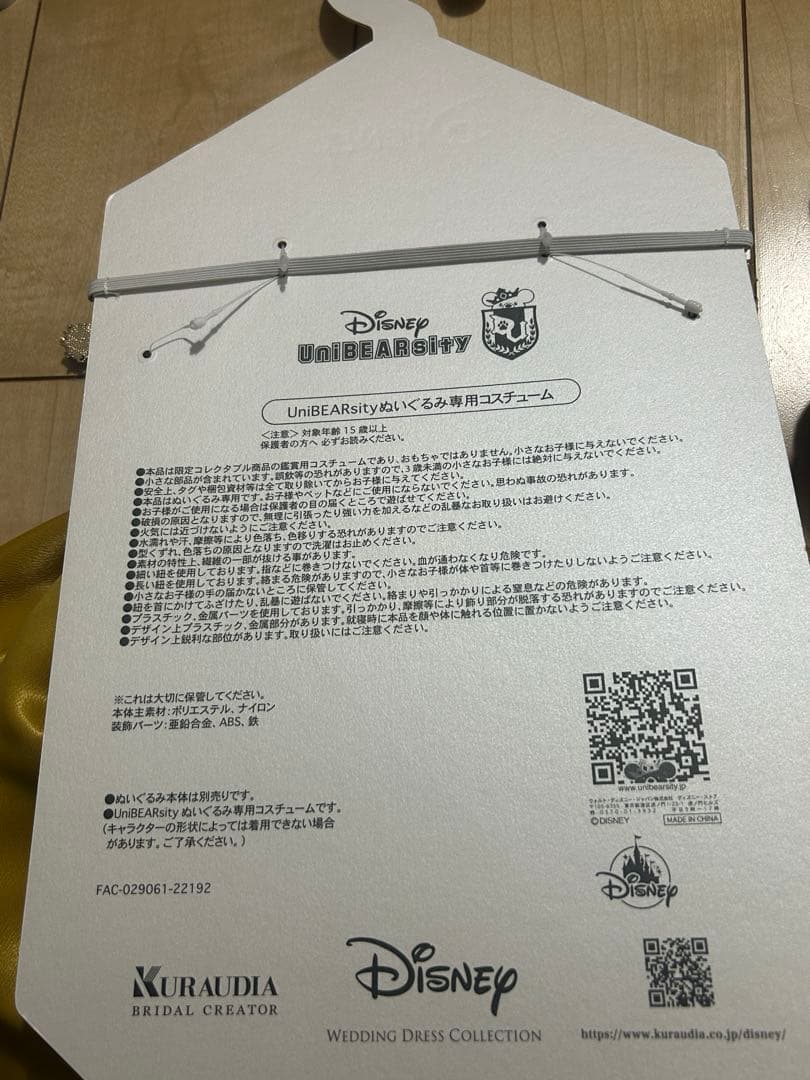 Disney
UniBEARsity
UniBEARsityぬいぐるみ専用コスチューム
＜注意＞対象年齢15歳以上
保護者の方へ 必ずお読みください。
●本品は限定コレクタブル商品の鑑賞用コスチュームであり、おもちゃではありません。小さなお子様に与えないでください。
●小さな部品が含まれています。誤飲等の恐れがありますので、3歳未満の小さなお子様には絶対に与えないでください。
●安全上、タグや梱包資材等は全て取り除いてからお子様に与えてください。
●本品はぬいぐるみ専用です。お子様やペットなどにご使用にならないでください。思わぬ事故の恐れがあります。
●お子様がご使用になる場合は保護者の目の届くところで遊ばせてください。
●破損の原因となりますので、無理に引張ったり強い力を加えるなどの乱暴なお取り扱いはお避けください。
●火気には近づけないようにご注意ください。
●水濡れや汗、摩擦等により色落ち、色移りする恐れがありますのでご注意ください。
●型くずれ、色落ちの原因となりますので洗濯はお止めください。
●素材の特性上、繊維の一部が抜ける事があります。
●細い紐を使用しております。指などに巻きつけないでください。血が通わなくなり危険です。
●長い紐を使用しております。絡まる危険がありますので、小さなお子様が体や首等に巻きつけたりしないようご注意ください。
●小さなお子様の手の届かないところに保管してください。
●紐を首にかけてふざけたり、乱暴に遊ばないでください。絡まりや引っかかりによる窒息などの危険があります。
●プラスチック、金属パーツを使用しております。引っかかり、摩擦等により飾り部分が脱落する恐れがありますのでご注意ください。
●デザイン上プラスチック、金属部分があります。就寝時に本品を顔や体に触れる位置に置かないようご注意ください。
●デザイン上鋭利な部位があります。取り扱いにはご注意ください。
※これは大切に保管してください。
本体主素材:ポリエステル、ナイロン
装飾パーツ:亜鉛合金、ABS、鉄
www.unibearsity.jp
ウォルト・ディズニー・ジャパン株式会社 ディズニーストア
©DISNEY MADE IN CHINA
●ぬいぐるみ本体は別売りです。
●UniBEARsity ぬいぐるみ専用コスチュームです。
(キャラクターの形状によっては着用できない場合
があります。ご了承ください。)
Disney
FAC-029061-22192
KURAUDIA
BRIDAL CREATOR
Disney
WEDDING DRESS COLLECTION
https://www.kuraudia.co.jp/disney/